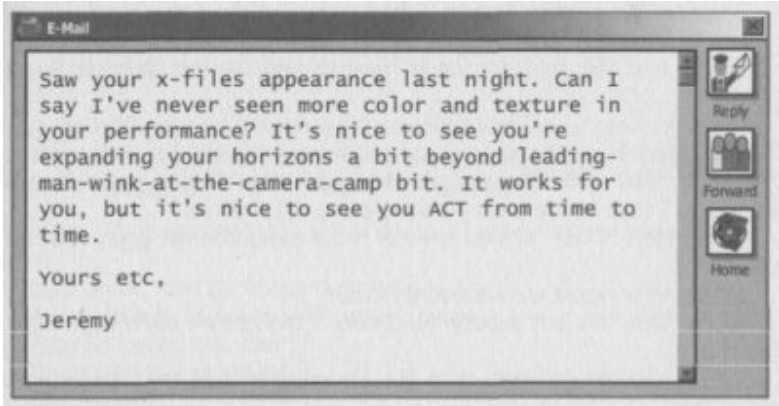 E-Mail
Saw your x-files appearance last night. Can I
say I've never seen more color and texture in
your performance? It's nice to see you're
expanding your horizons a bit beyond leading-
man-wink-at-the-camera-camp bit. It works for
you, but it's nice to see you ACT from time to
time.
Yours etc,
Jeremy
Reply
Forward
Home